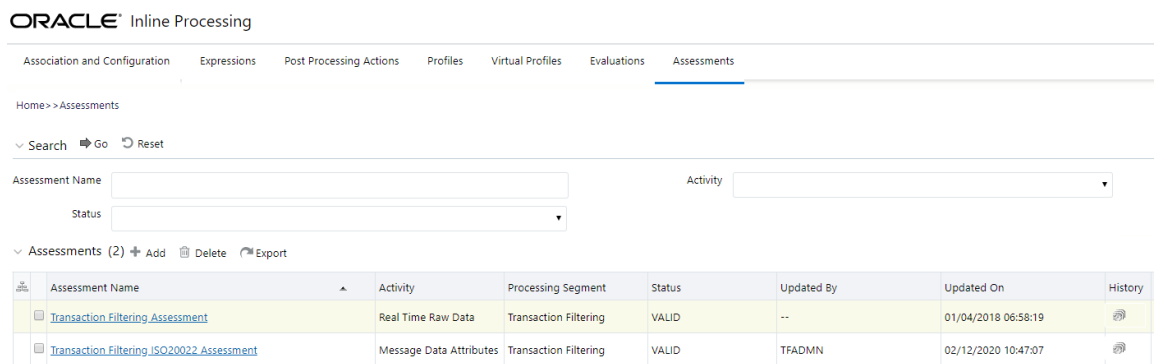 ORACLE® Inline Processing
Association and Configuration Expressions Post Processing Actions Profiles Virtual Profiles Evaluations Assessments
Home>>Assessments
Search Go Reset
Assessment Name Activity
Status
Assessments (2) Add Delete Export
Assessment Name Activity Processing Segment Status Updated By Updated On History
Transaction Filtering Assessment Real Time Raw Data Transaction Filtering VALID -- 01/04/2018 06:58:19
Transaction Filtering ISO20022 Assessment Message Data Attributes Transaction Filtering VALID TFADMN 02/12/2020 10:47:07